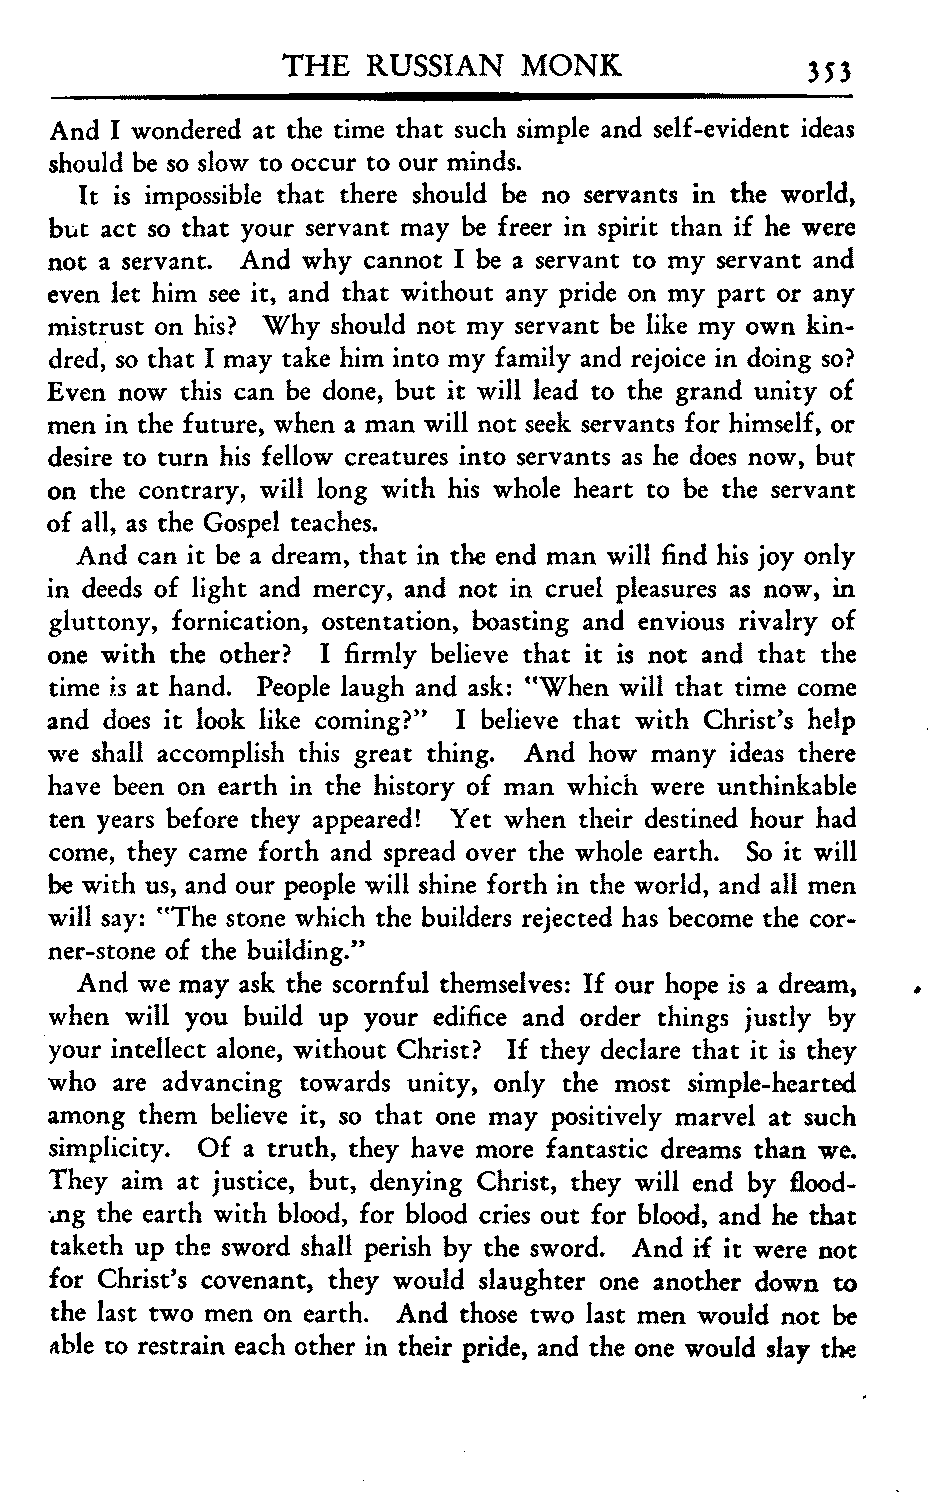 THE RUSSIAN MONK 353
And I wondered at the time that such simple and self-evident ideas
should be so slow to occur to our minds.
It is impossible that there should be no servants in the world,
but act so that your servant may be freer in spirit than if he were
not a servant. And why cannot I be a servant to my servant and
even let him see it, and that without any pride on my part or any
mistrust on his? Why should not my servant be like my own kin-
dred, so that I may take him into my family and rejoice in doing so?
Even now this can be done, but it will lead to the grand unity of
men in the future, when a man will not seek servants for himself, or
desire to turn his fellow creatures into servants as he does now, but
on the contrary, will long with his whole heart to be the servant
of all, as the Gospel teaches.
And can it be a dream, that in the end man will find his joy only
in deeds of light and mercy, and not in cruel pleasures as now, in
gluttony, fornication, ostentation, boasting and envious rivalry of
one with the other? I firmly believe that it is not and that the
time is at hand. People laugh and ask: "When will that time come
and does it look like coming?" I believe that with Christ's help
we shall accomplish this great thing. And how many ideas there
have been on earth in the history of man which were unthinkable
ten years before they appeared! Yet when their destined hour had
come, they came forth and spread over the whole earth. So it will
be with us, and our people will shine forth in the world, and all men
will say: "The stone which the builders rejected has become the cor-
ner-stone of the building."
And we may ask the scornful themselves: If our hope is a dream,
when will you build up your edifice and order things justly by
your intellect alone, without Christ? If they declare that it is they
who are advancing towards unity, only the most simple-hearted
among them believe it, so that one may positively marvel at such
simplicity. Of a truth, they have more fantastic dreams than we.
They aim at justice, but, denying Christ, they will end by flood-
ing the earth with blood, for blood cries out for blood, and he that
taketh up the sword shall perish by the sword. And if it were not
for Christ's covenant, they would slaughter one another down to
the last two men on earth. And those two last men would not be
able to restrain each other in their pride, and the one would slay the